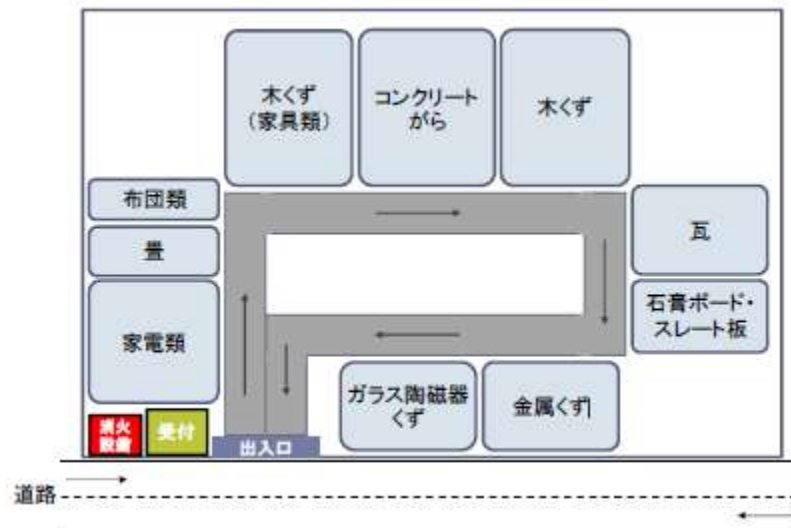 木くず
（家具類）
コンクリート
がら
木くず
布団類
畳
家電類
瓦
石膏ボード・
スレート板
ガラス陶磁器
くず
金属くず
消火
設備
受付
出入口
道路